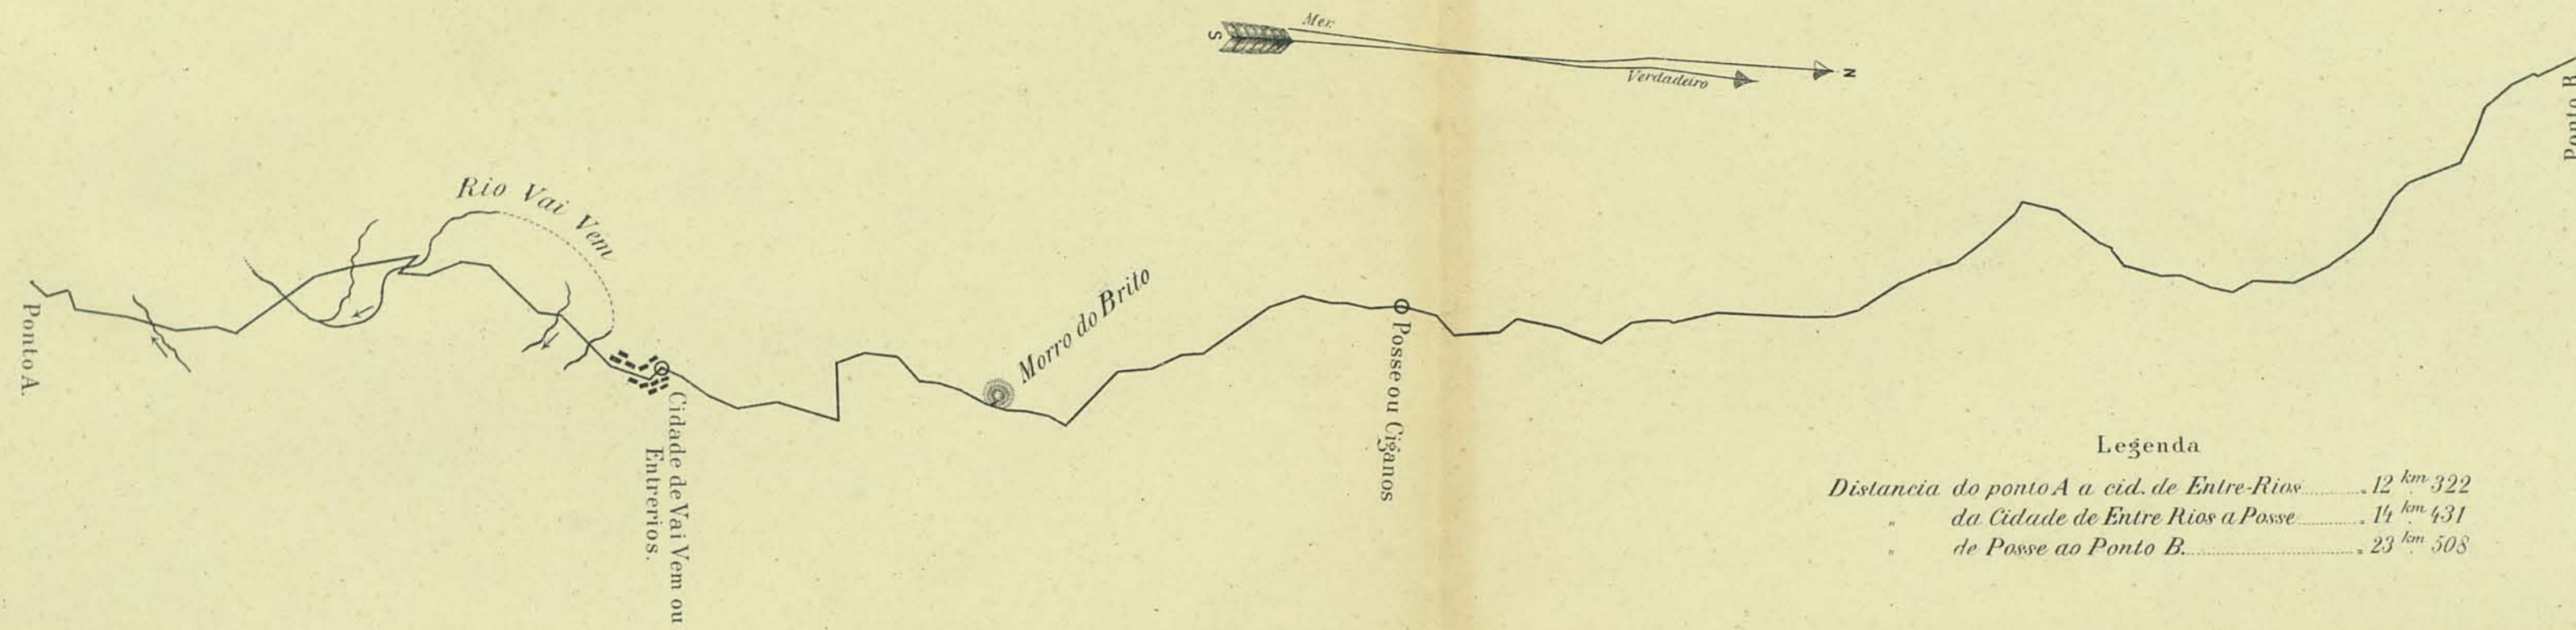 S
Mer.
Verdadeiro
N
Ponto B
Rio Vai Vem
Ponto A.
Cidade de Vai Vem ou
Entrerios.
Morro do Brito
Posse ou Ciganos
Legenda
Distancia do ponto A a cid. de Entre-Rios 12 km 322
" da Cidade de Entre Rios a Posse 14 km 431
" de Posse ao Ponto B. 23 km 508